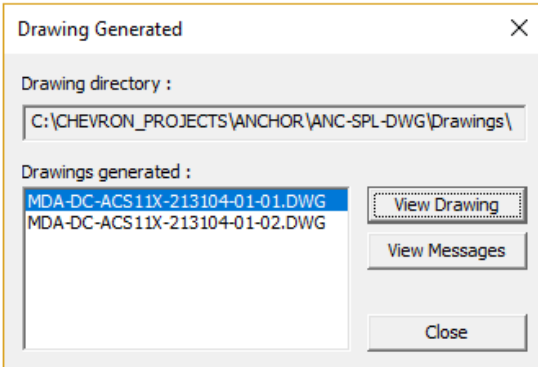 Drawing Generated
Drawing directory :
C:\CHEVRON_PROJECTS\ANCHOR\ANC-SPL-DWG\Drawings\
Drawings generated :
MDA-DC-ACS11X-213104-01-01.DWG
MDA-DC-ACS11X-213104-01-02.DWG
View Drawing
View Messages
Close